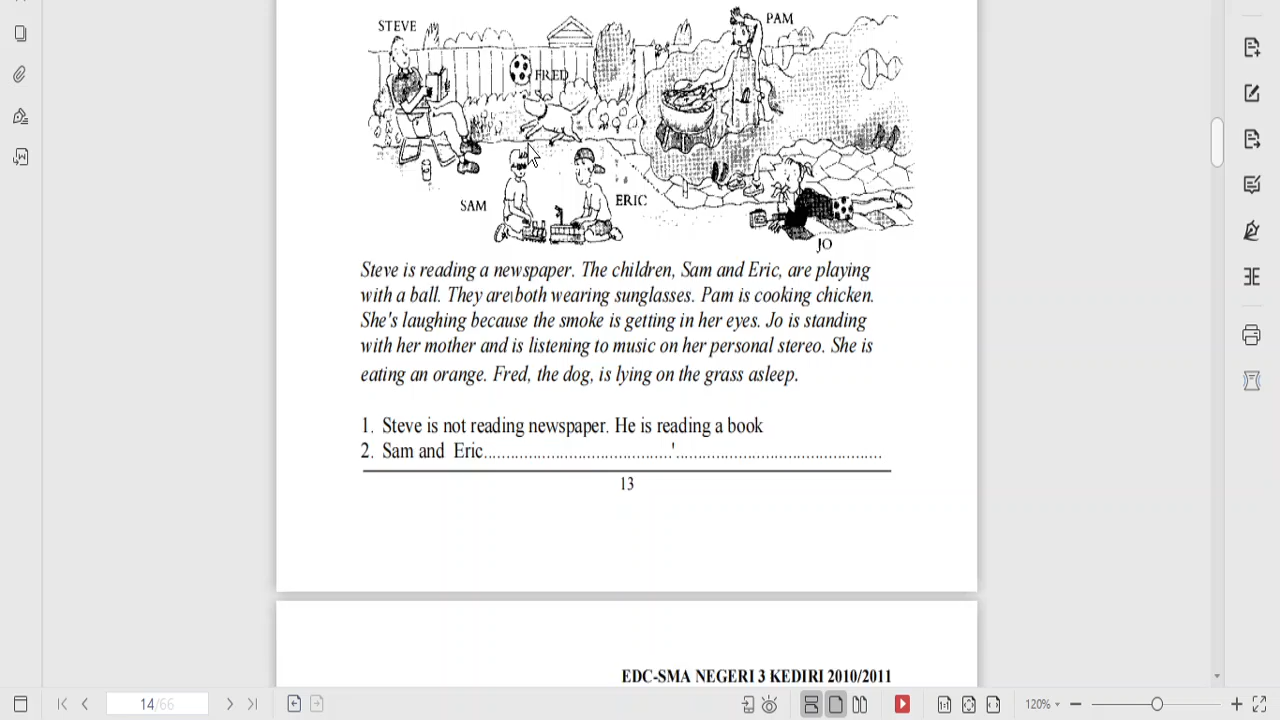 STEVE
PAM
FRED
SAM
ERIC
JO
Steve is reading a newspaper. The children, Sam and Eric, are playing
with a ball. They are both wearing sunglasses. Pam is cooking chicken.
She's laughing because the smoke is getting in her eyes. Jo is standing
with her mother and is listening to music on her personal stereo. She is
eating an orange. Fred, the dog, is lying on the grass asleep.
1. Steve is not reading newspaper. He is reading a book
2. Sam and Eric..........................................'..............................................
13
EDC-SMA NEGERI 3 KEDIRI 2010/2011
14/66
1:1
120%